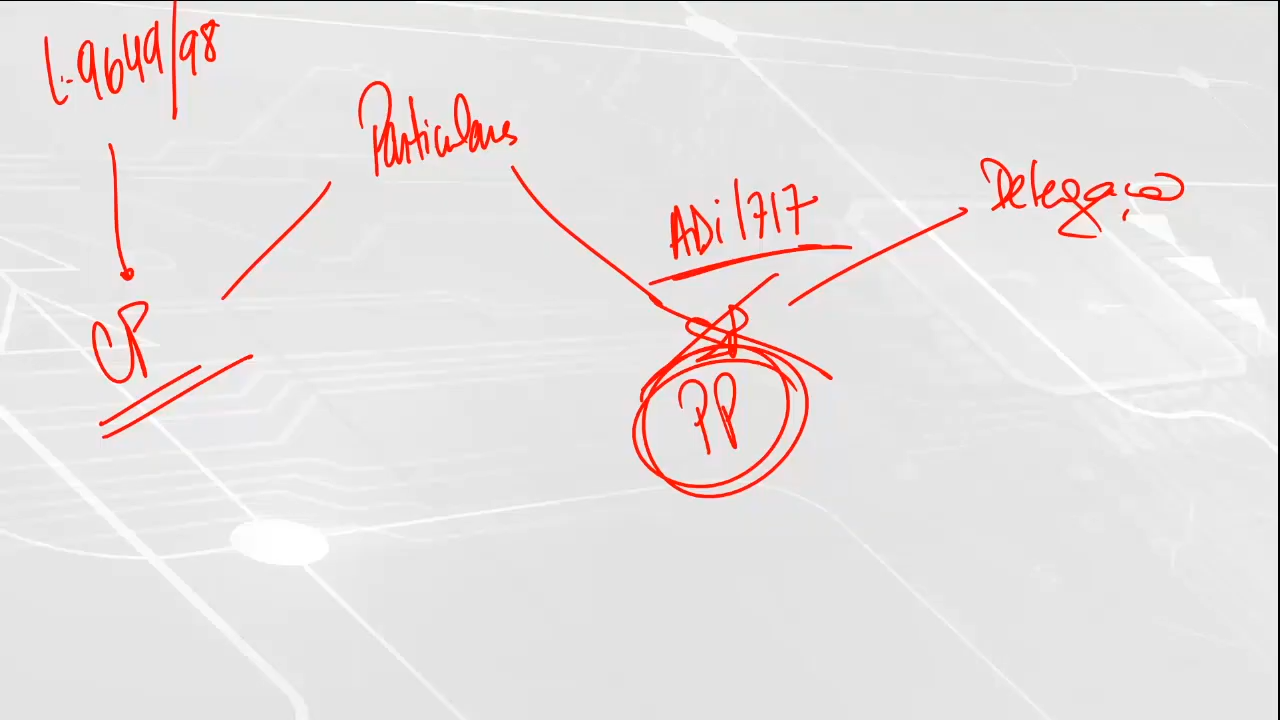 L:9649/98
Particulares
ADI 1717
Delegação
CP
PP